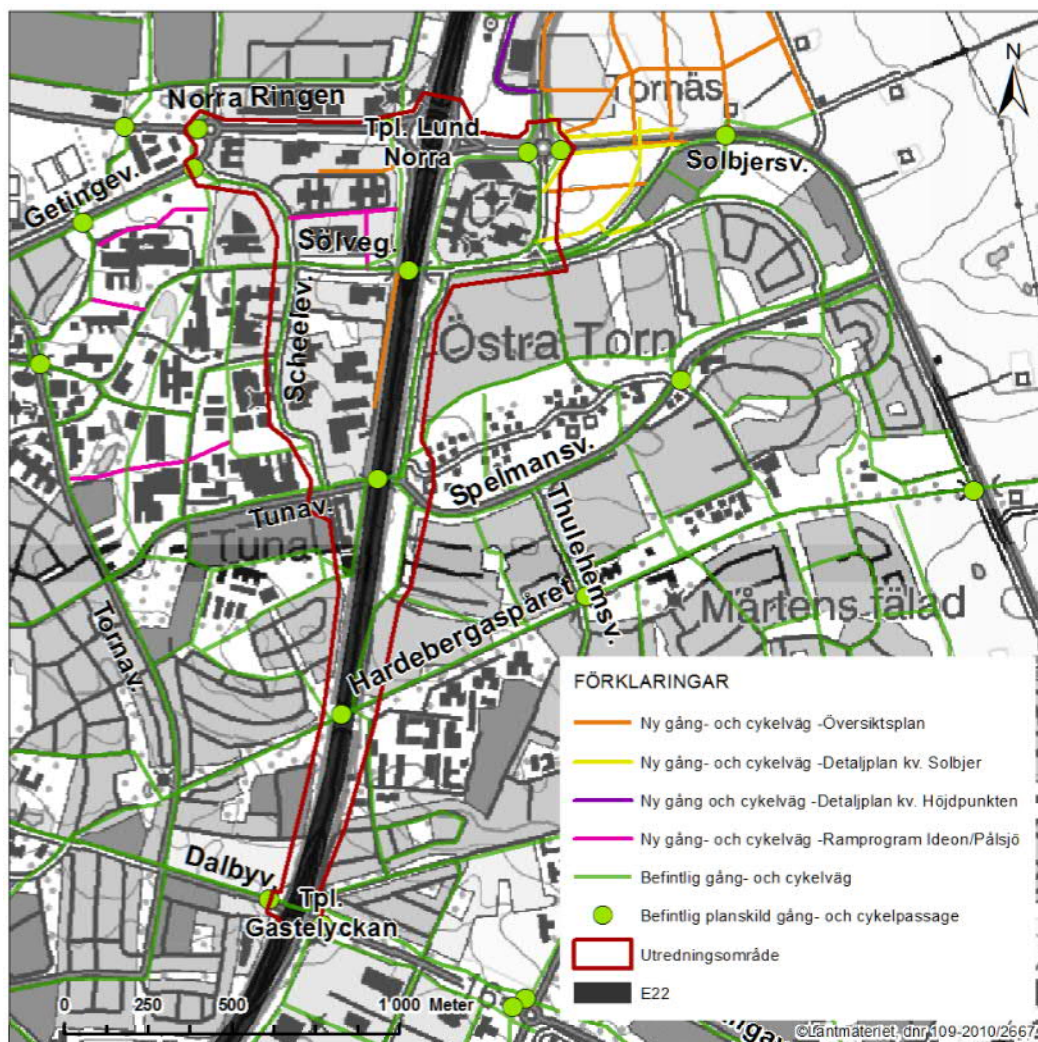 N
Norra Ringen
Tornäs
Tpl. Lund
Norra
Solbjersv.
Getingev.
Sölveg.
Scheelev.
Östra Torn
Spelmansv.
Tunav.
Tuna
Thulehemsv.
Hardebergaspåret
Mårtens fälad
Tornav.
Dalbyv.
Tpl.
Gastelyckan
FÖRKLARINGAR
Ny gång- och cykelväg -Översiktsplan
Ny gång- och cykelväg -Detaljplan kv. Solbjer
Ny gång och cykelväg -Detaljplan kv. Höjdpunkten
Ny gång- och cykelväg -Ramprogram Ideon/Pålsjö
Befintlig gång- och cykelväg
Befintlig planskild gång- och cykelpassage
Utredningsområde
E22
0 250 500 1 000 Meter
©Lantmäteriet, dnr 109-2010/2667